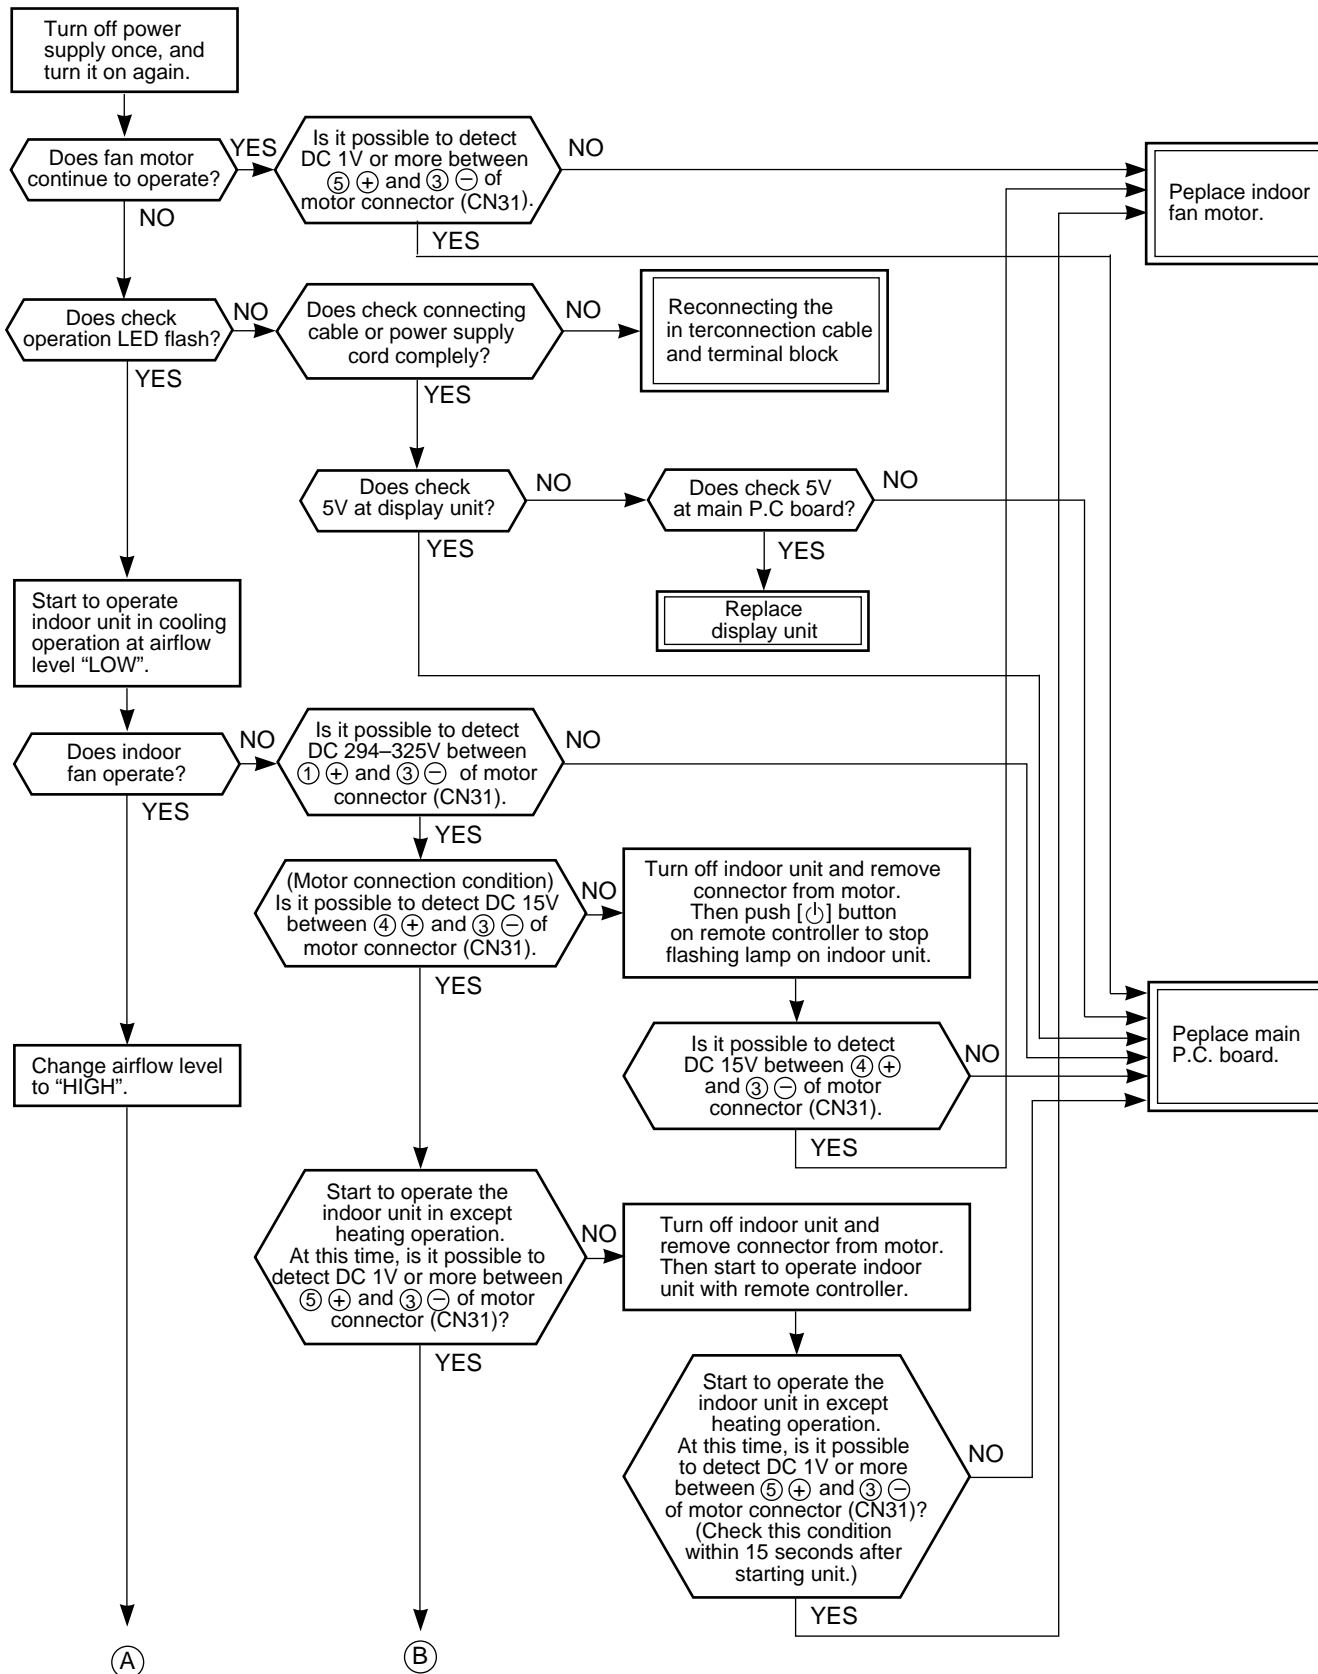 Turn off power
supply once, and
turn it on again.
Does fan motor
continue to operate?
YES
NO
Is it possible to detect
DC 1V or more between
⑤ ⊕ and ③ ⊖ of
motor connector (CN31).
NO
YES
Peplace indoor
fan motor.
Does check
operation LED flash?
NO
YES
Does check connecting
cable or power supply
cord complely?
NO
YES
Reconnecting the
in terconnection cable
and terminal block
Does check
5V at display unit?
NO
YES
Does check 5V
at main P.C board?
NO
YES
Replace
display unit
Start to operate
indoor unit in cooling
operation at airflow
level “LOW”.
Does indoor
fan operate?
NO
YES
Is it possible to detect
DC 294–325V between
① ⊕ and ③ ⊖ of motor
connector (CN31).
NO
YES
(Motor connection condition)
Is it possible to detect DC 15V
between ④ ⊕ and ③ ⊖ of
motor connector (CN31).
NO
YES
Turn off indoor unit and remove
connector from motor.
Then push [⏻] button
on remote controller to stop
flashing lamp on indoor unit.
Is it possible to detect
DC 15V between ④ ⊕
and ③ ⊖ of motor
connector (CN31).
NO
YES
Peplace main
P.C. board.
Change airflow level
to “HIGH”.
Start to operate the
indoor unit in except
heating operation.
At this time, is it possible to
detect DC 1V or more between
⑤ ⊕ and ③ ⊖ of motor
connector (CN31)?
NO
YES
Turn off indoor unit and
remove connector from motor.
Then start to operate indoor
unit with remote controller.
Start to operate the
indoor unit in except
heating operation.
At this time, is it possible
to detect DC 1V or more
between ⑤ ⊕ and ③ ⊖
of motor connector (CN31)?
(Check this condition
within 15 seconds after
starting unit.)
NO
YES
Ⓐ
Ⓑ